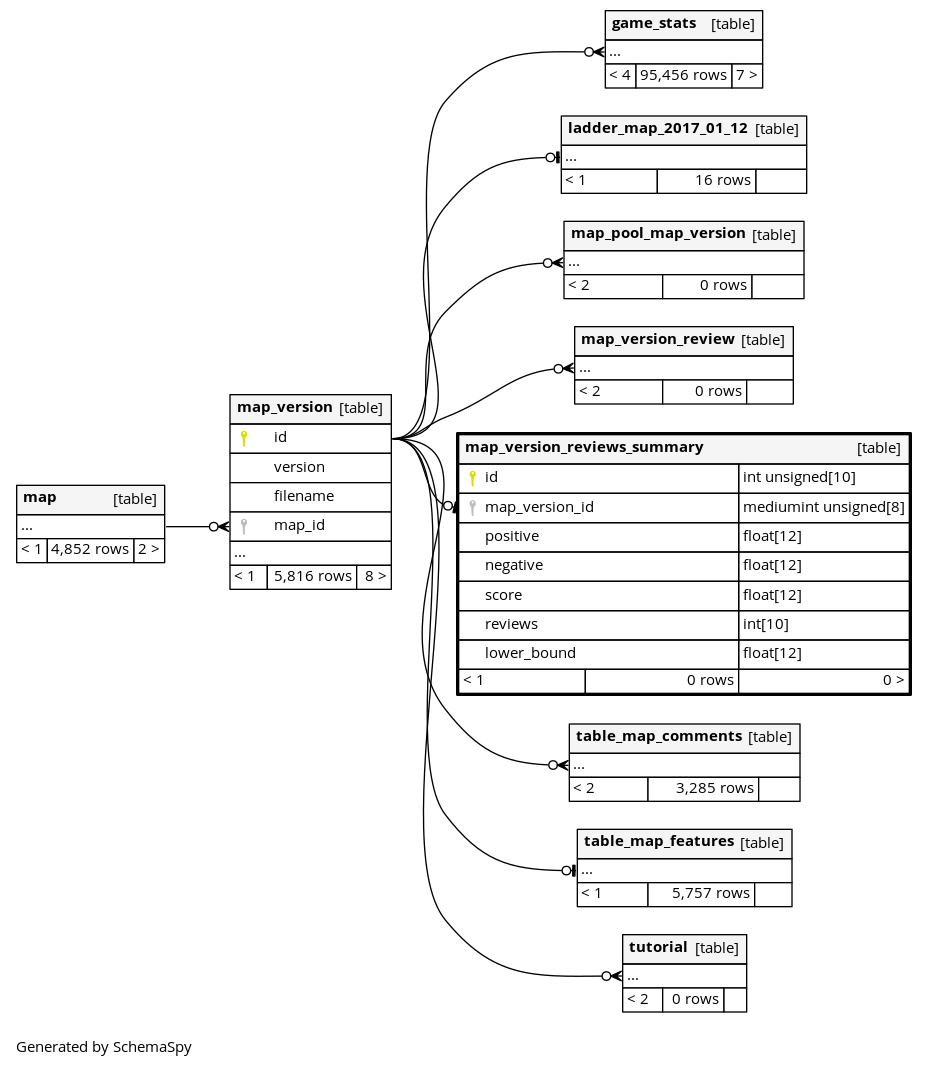 game_stats [table]
...
< 4 95,456 rows 7 >
ladder_map_2017_01_12 [table]
...
< 1 16 rows
map_pool_map_version [table]
...
< 2 0 rows
map_version_review [table]
...
< 2 0 rows
map_version [table]
id
version
filename
map_id
...
< 1 5,816 rows 8 >
map [table]
...
< 1 4,852 rows 2 >
map_version_reviews_summary [table]
id int unsigned[10]
map_version_id mediumint unsigned[8]
positive float[12]
negative float[12]
score float[12]
reviews int[10]
lower_bound float[12]
< 1 0 rows 0 >
table_map_comments [table]
...
< 2 3,285 rows
table_map_features [table]
...
< 1 5,757 rows
tutorial [table]
...
< 2 0 rows
Generated by SchemaSpy